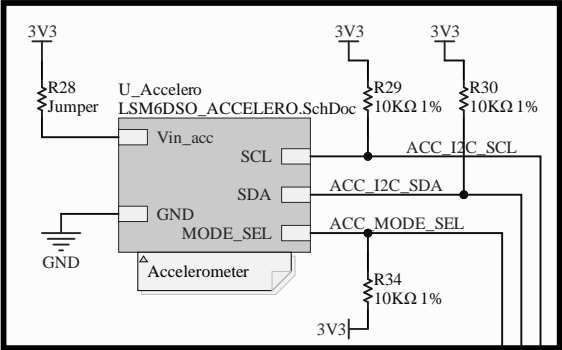 3V3
3V3
3V3
R28
Jumper
U_Accelero
LSM6DSO_ACCELERO.SchDoc
R29
10KΩ 1%
R30
10KΩ 1%
Vin_acc
SCL
ACC_I2C_SCL
SDA
ACC_I2C_SDA
GND
MODE_SEL
ACC_MODE_SEL
GND
Accelerometer
R34
10KΩ 1%
3V3